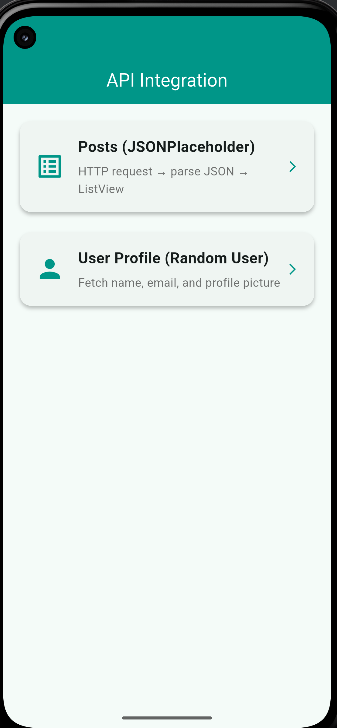 API Integration
Posts (JSONPlaceholder)
HTTP request → parse JSON →
ListView
User Profile (Random User)
Fetch name, email, and profile picture